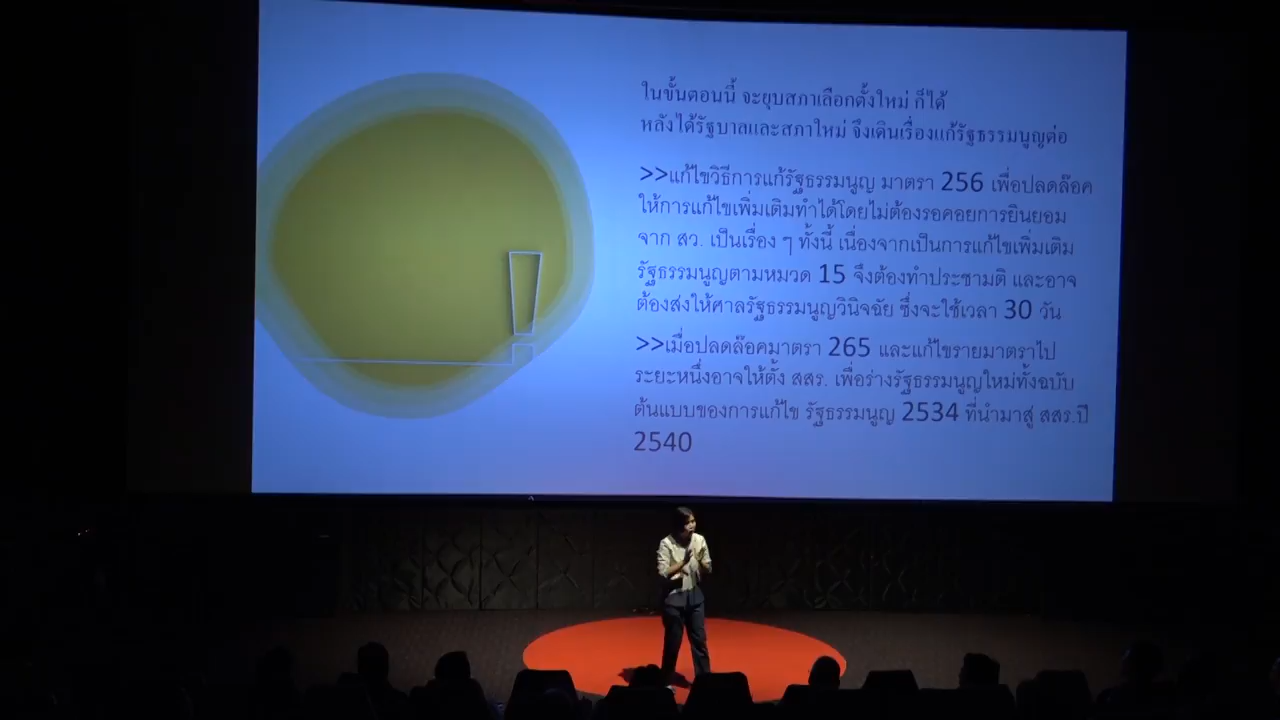 ในขั้นตอนนี้ จะยุบสภาเลือกตั้งใหม่ ก็ได้
หลังได้รัฐบาลและสภาใหม่ จึงเดินเรื่องแก้รัฐธรรมนูญต่อ
>>แก้ไขวิธีการแก้รัฐธรรมนูญ มาตรา 256 เพื่อปลดล๊อค
ให้การแก้ไขเพิ่มเติมทำได้โดยไม่ต้องรอคอยการยินยอม
จาก สว. เป็นเรื่อง ๆ ทั้งนี้ เนื่องจากเป็นการแก้ไขเพิ่มเติม
รัฐธรรมนูญตามหมวด 15 จึงต้องทำประชามติ และอาจ
ต้องส่งให้ศาลรัฐธรรมนูญวินิจฉัย ซึ่งจะใช้เวลา 30 วัน
>>เมื่อปลดล๊อคมาตรา 265 และแก้ไขรายมาตราไป
ระยะหนึ่งอาจให้ตั้ง สสร. เพื่อร่างรัฐธรรมนูญใหม่ทั้งฉบับ
ต้นแบบของการแก้ไข รัฐธรรมนูญ 2534 ที่นำมาสู่ สสร.ปี
2540